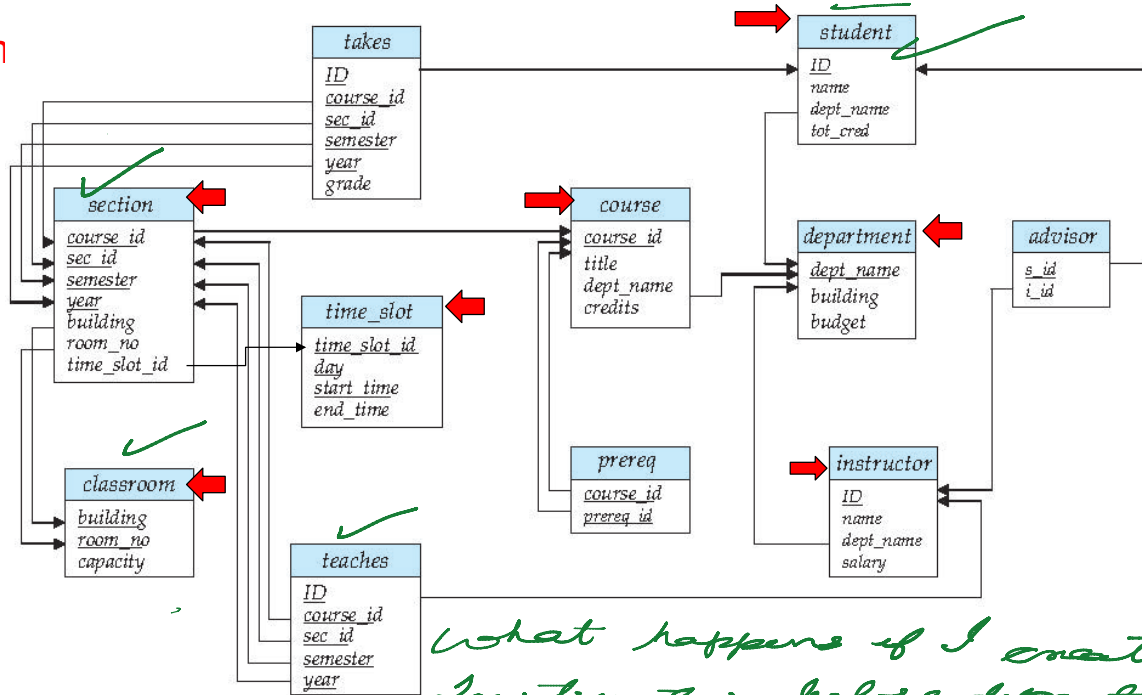 takes
ID
course_id
sec_id
semester
year
grade
student
ID
name
dept_name
tot_cred
section
course_id
sec_id
semester
year
building
room_no
time_slot_id
time_slot
time_slot_id
day
start_time
end_time
course
course_id
title
dept_name
credits
department
dept_name
building
budget
advisor
s_id
i_id
classroom
building
room_no
capacity
prereq
course_id
prereq_id
instructor
ID
name
dept_name
salary
teaches
ID
course_id
sec_id
semester
year
what happens if I